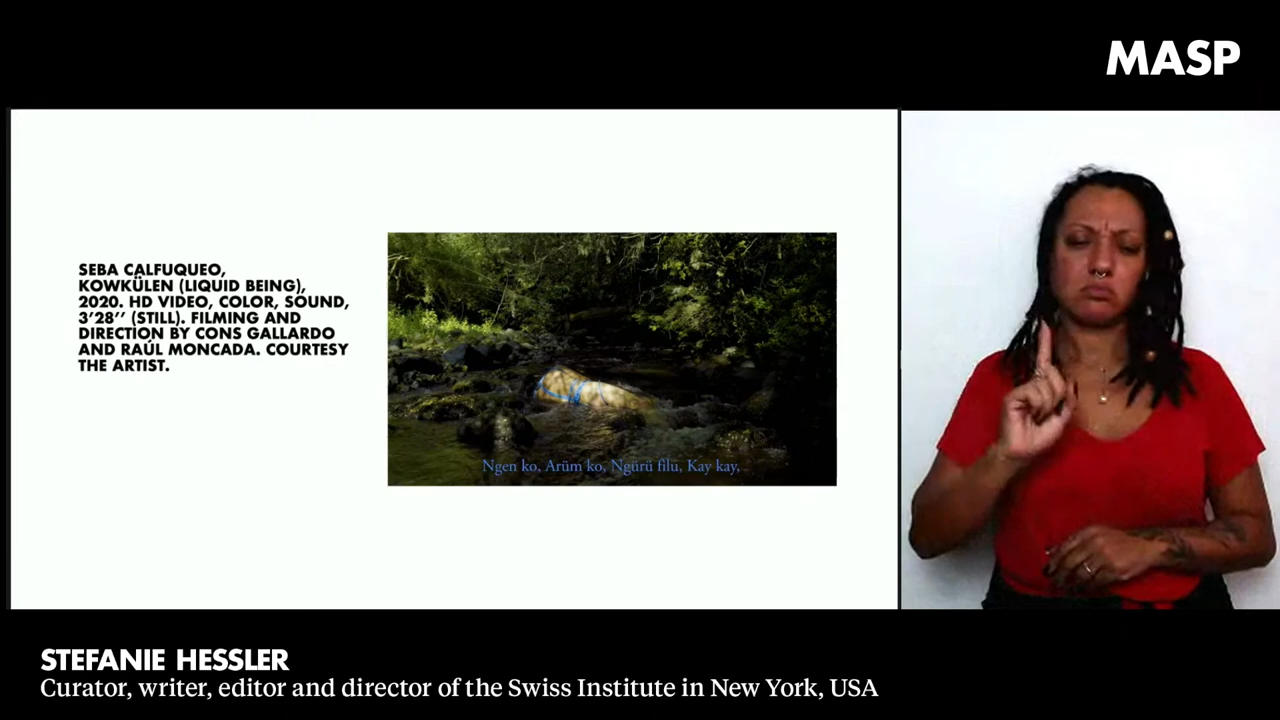 MASP
SEBA CALFUQUEO,
KOWKÜLEN (LIQUID BEING),
2020. HD VIDEO, COLOR, SOUND,
3’28’’ (STILL). FILMING AND
DIRECTION BY CONS GALLARDO
AND RAÚL MONCADA. COURTESY
THE ARTIST.
Ngen ko, Arüm ko, Ngürü filu, Kay kay,
STEFANIE HESSLER
Curator, writer, editor and director of the Swiss Institute in New York, USA